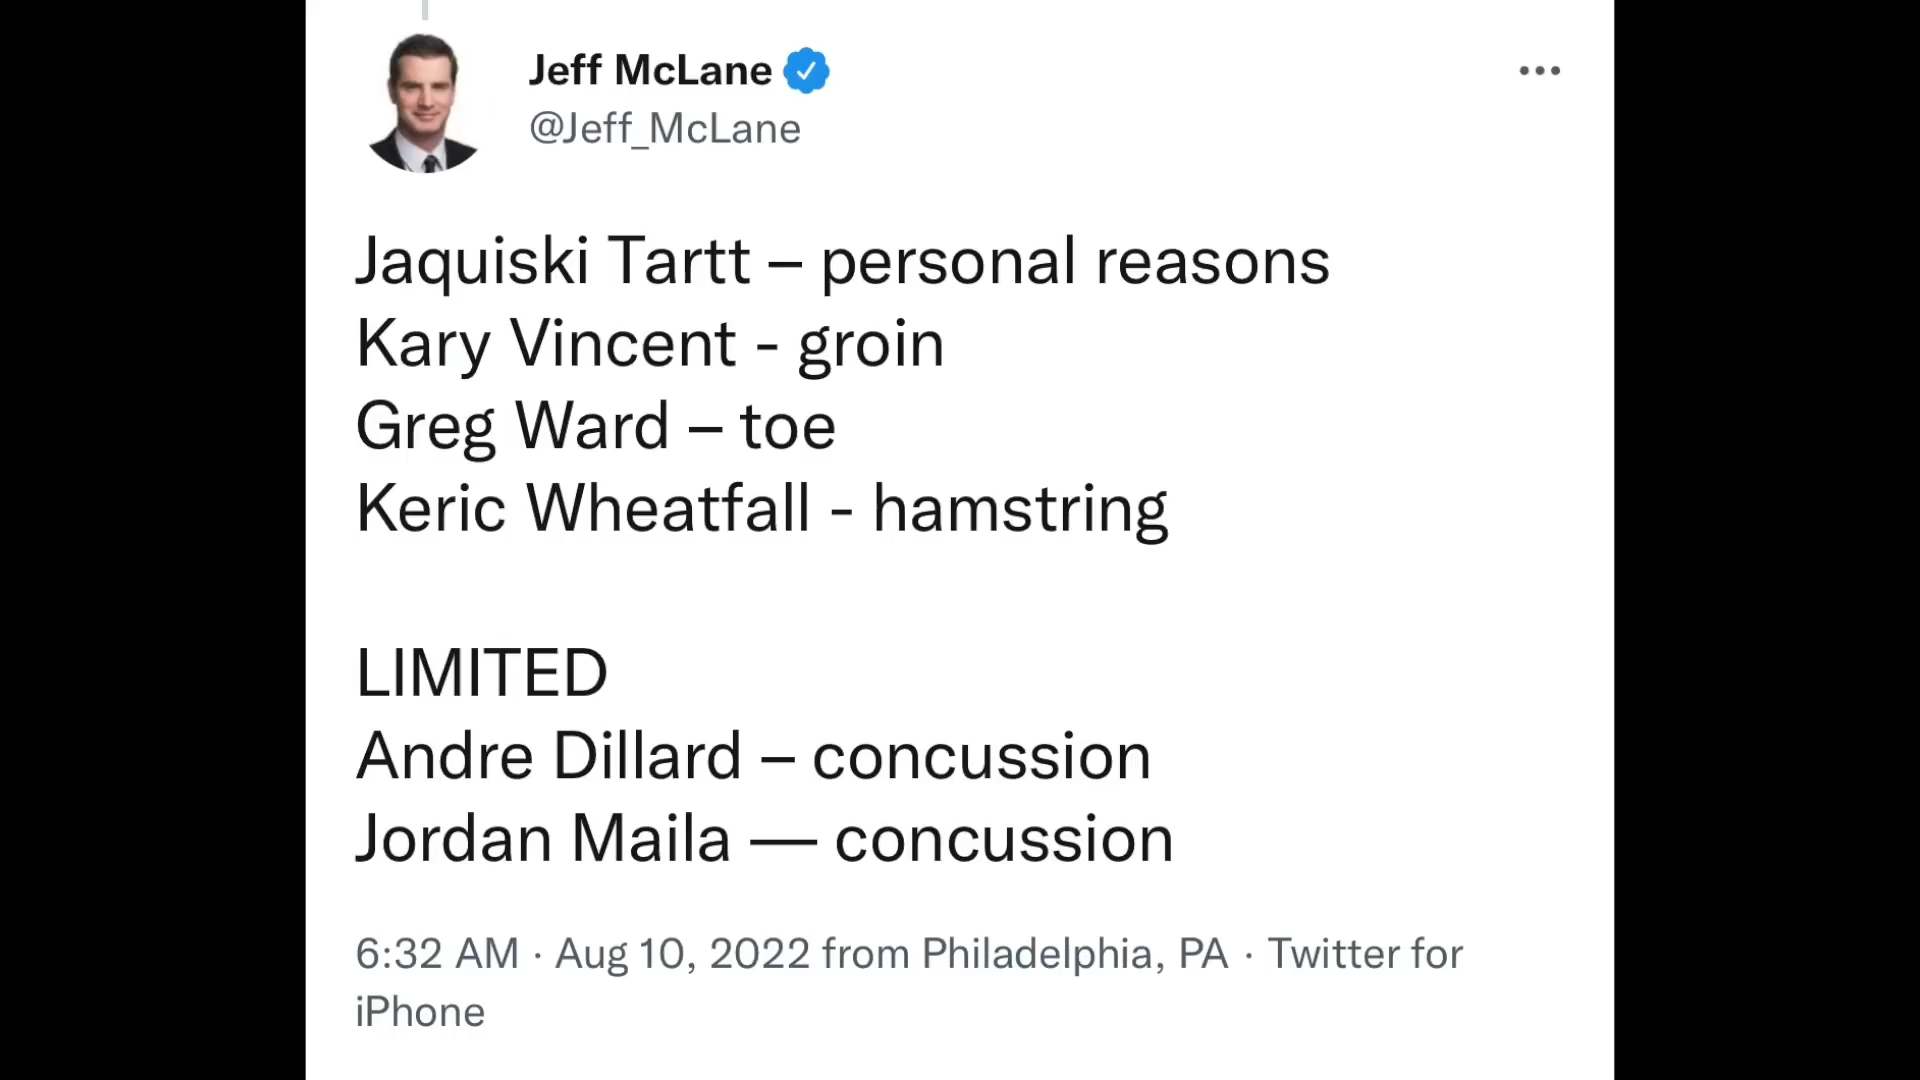 Jeff McLane
@Jeff_McLane
Jaquiski Tartt – personal reasons
Kary Vincent - groin
Greg Ward – toe
Keric Wheatfall - hamstring
LIMITED
Andre Dillard – concussion
Jordan Maila — concussion
6:32 AM · Aug 10, 2022 from Philadelphia, PA · Twitter for
iPhone